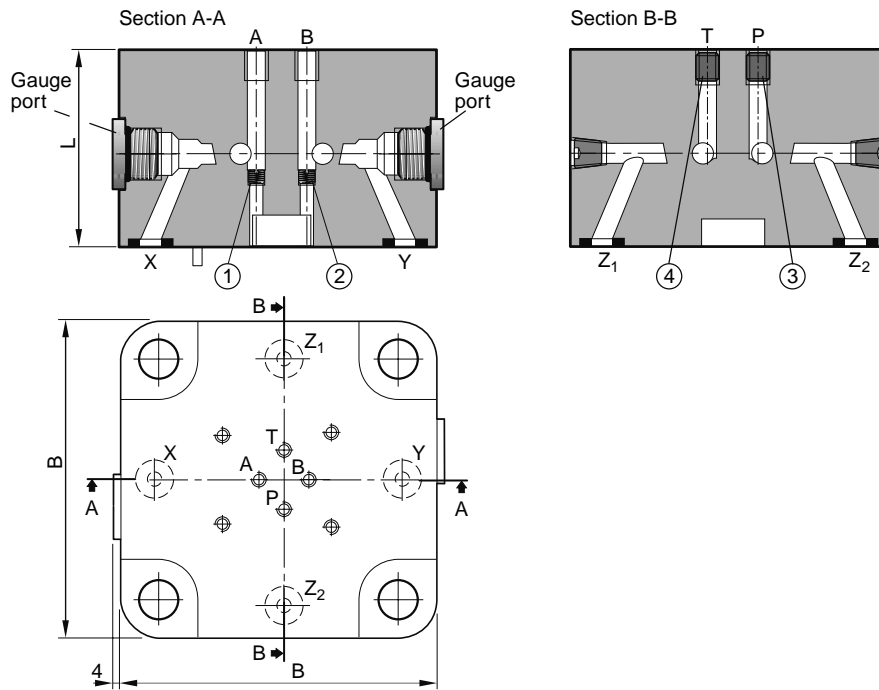 Section A-A
Section B-B
A B
T P
Gauge port
Gauge port
L
X
1
2
Y
Z1
4
3
Z2
B
Z1
B
T
X
Y
A
B
A
A
P
Z2
B
4
B